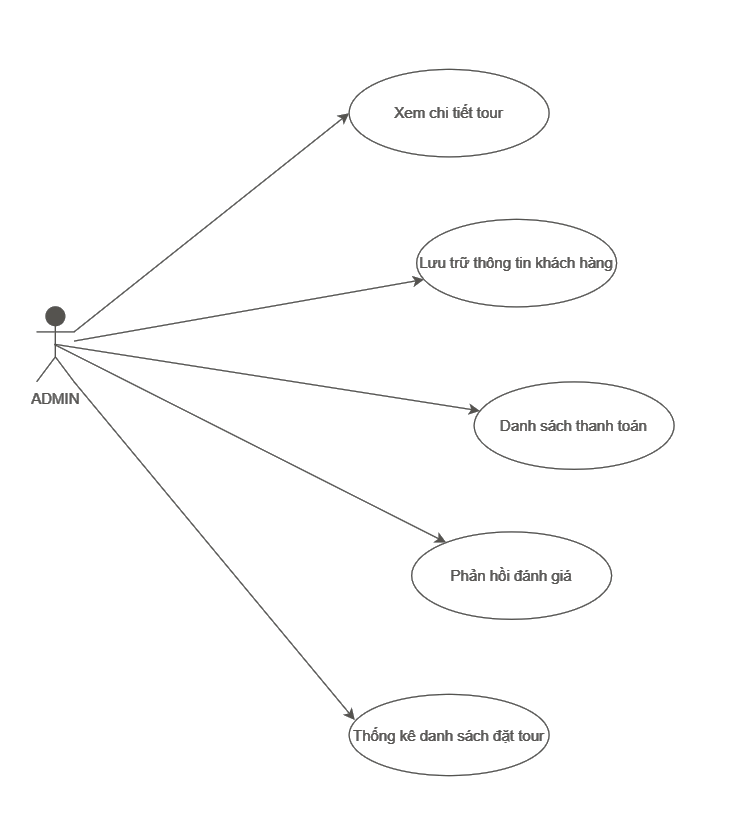 Xem chi tiết tour
Lưu trữ thông tin khách hàng
ADMIN
Danh sách thanh toán
Phản hồi đánh giá
Thống kê danh sách đặt tour